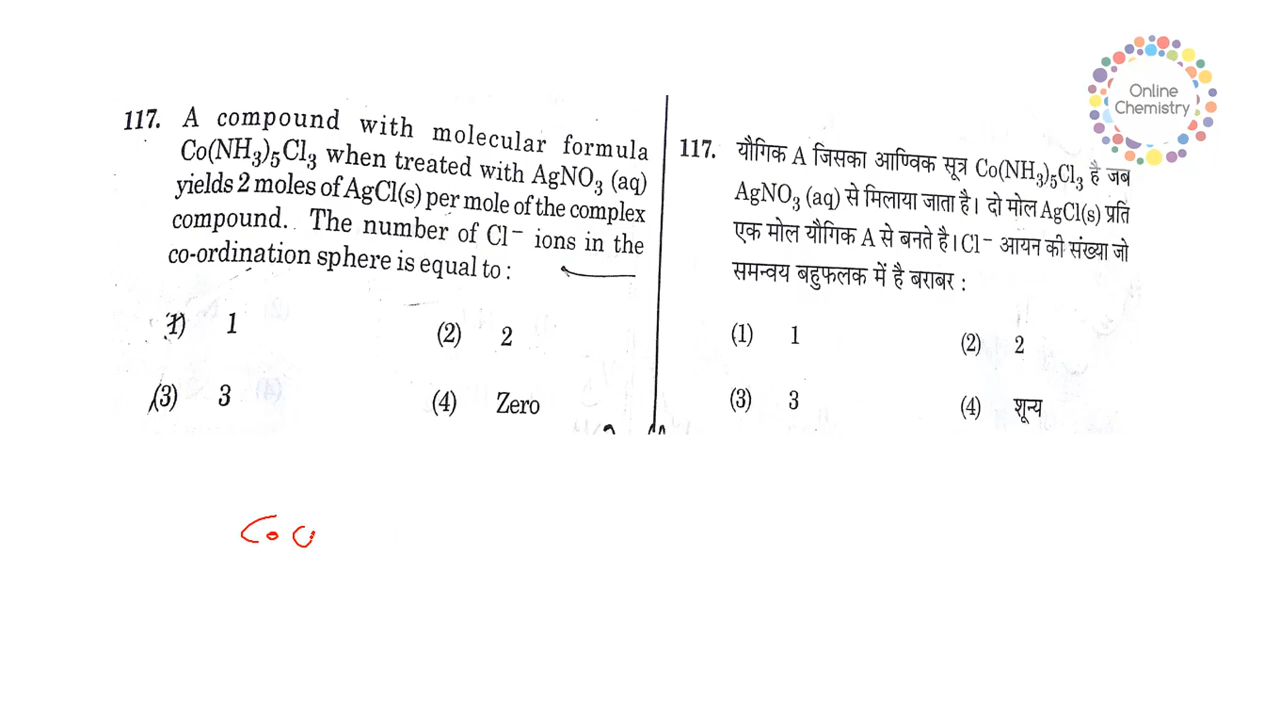 Online
Chemistry
117. A compound with molecular formula
Co(NH₃)₅Cl₃ when treated with AgNO₃ (aq)
yields 2 moles of AgCl(s) per mole of the complex
compound. The number of Cl⁻ ions in the
co-ordination sphere is equal to :
(1) 1
(2) 2
(3) 3
(4) Zero
117. यौगिक A जिसका आण्विक सूत्र Co(NH₃)₅Cl₃ है जब
AgNO₃ (aq) से मिलाया जाता है। दो मोल AgCl(s) प्रति
एक मोल यौगिक A से बनते है। Cl⁻ आयन की संख्या जो
समन्वय बहुफलक में है बराबर :
(1) 1
(2) 2
(3) 3
(4) शून्य
Co